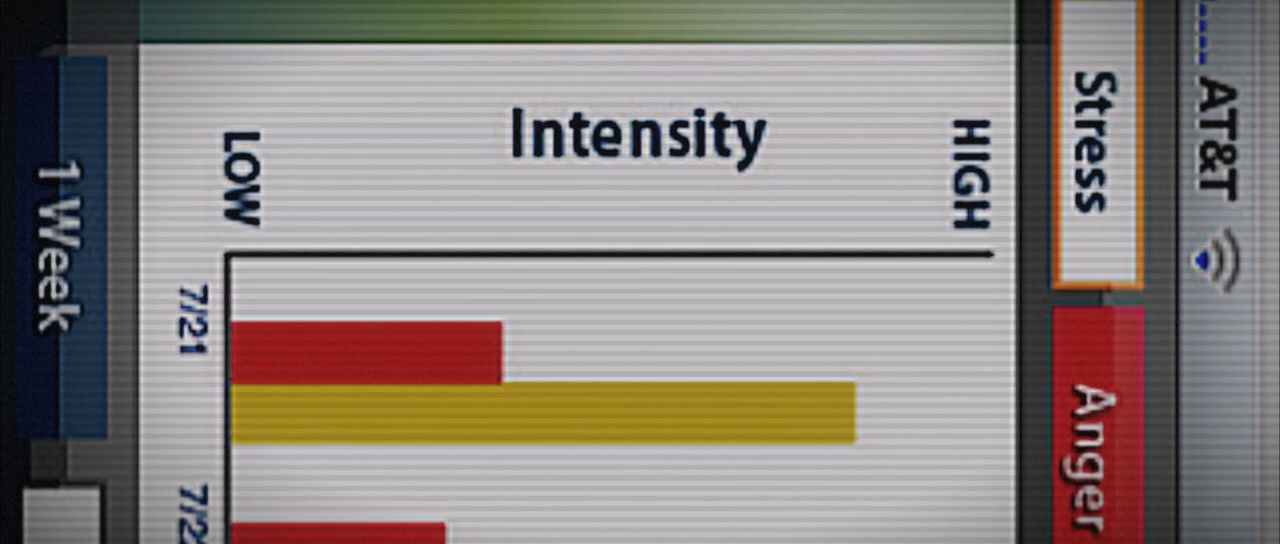 AT&T
Stress
Anger
HIGH
Intensity
LOW
7/21
1 Week